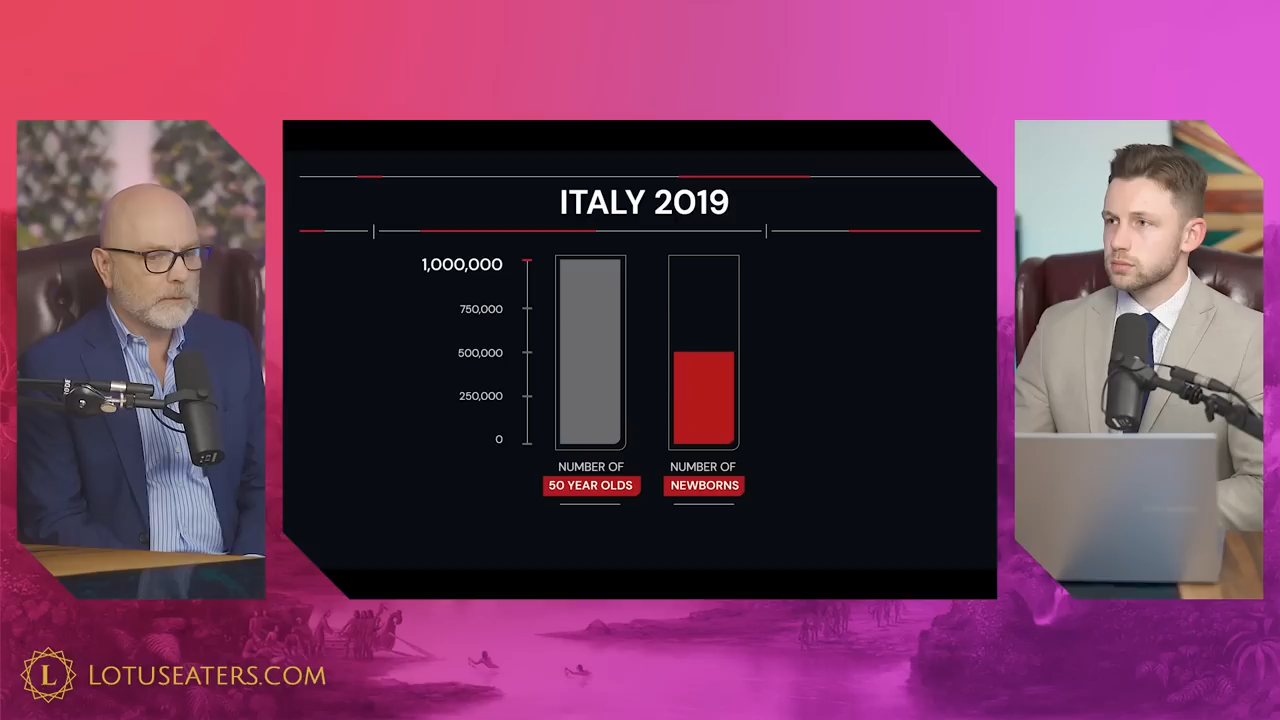 ITALY 2019
1,000,000
750,000
500,000
250,000
0
NUMBER OF
50 YEAR OLDS
NUMBER OF
NEWBORNS
L
LOTUSEATERS.COM